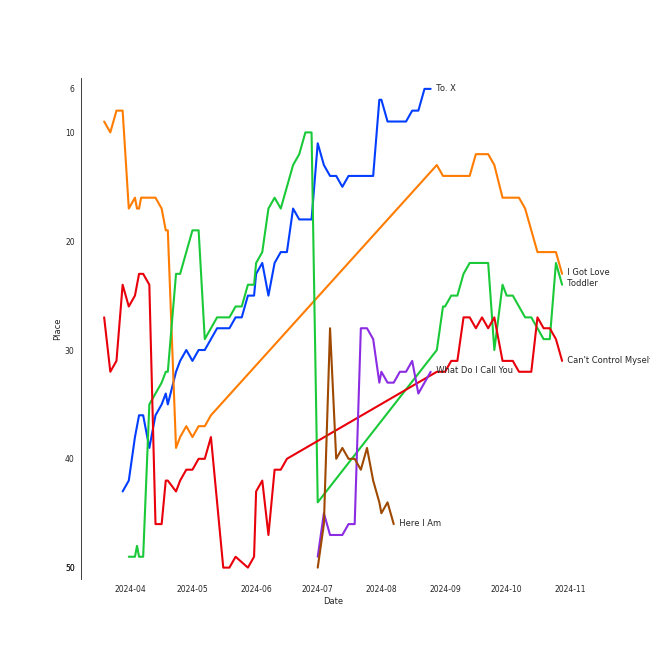 6
10
20
30
40
50
Place
2024-04
2024-05
2024-06
2024-07
2024-08
2024-09
2024-10
2024-11
Date
To. X
I Got Love
Toddler
What Do I Call You
Can't Control Mysel
Here I Am